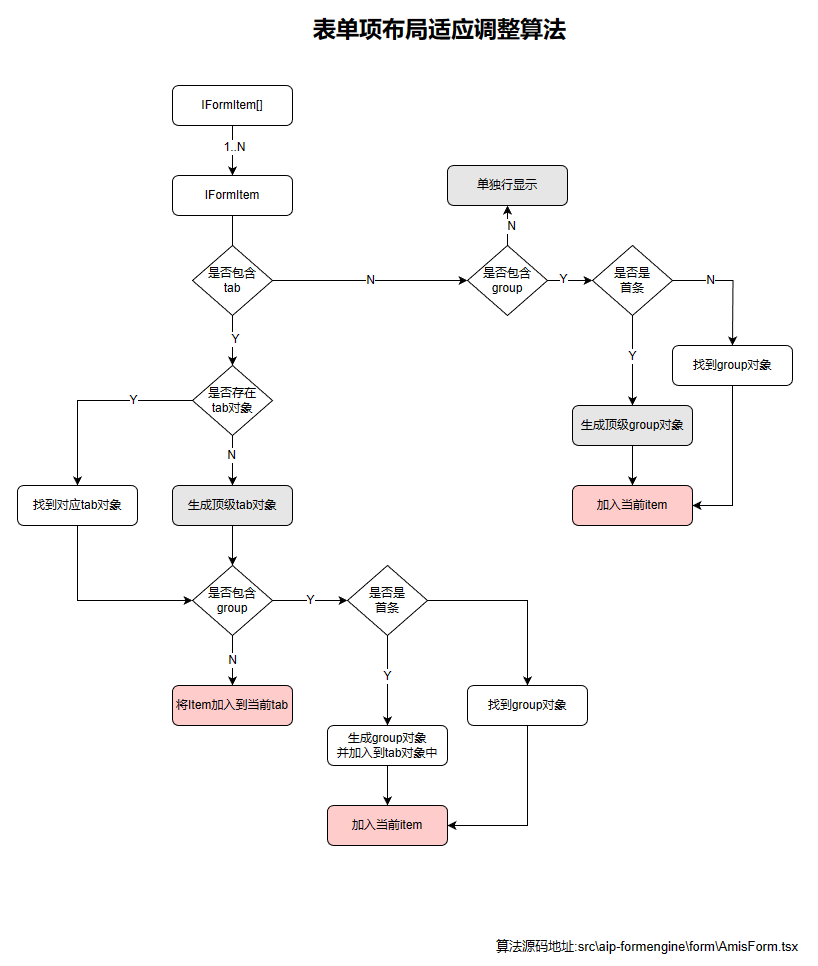 表单项布局适应调整算法
IFormItem[]
1..N
IFormItem
单独行显示
N
是否包含
tab
N
是否包含
group
Y
是否是
首条
N
Y
Y
找到group对象
是否存在
tab对象
Y
生成顶级group对象
N
找到对应tab对象
生成顶级tab对象
加入当前item
是否包含
group
Y
是否是
首条
N
Y
将Item加入到当前tab
找到group对象
生成group对象
并加入到tab对象中
加入当前item
算法源码地址:src\aip-formengine\form\AmisForm.tsx